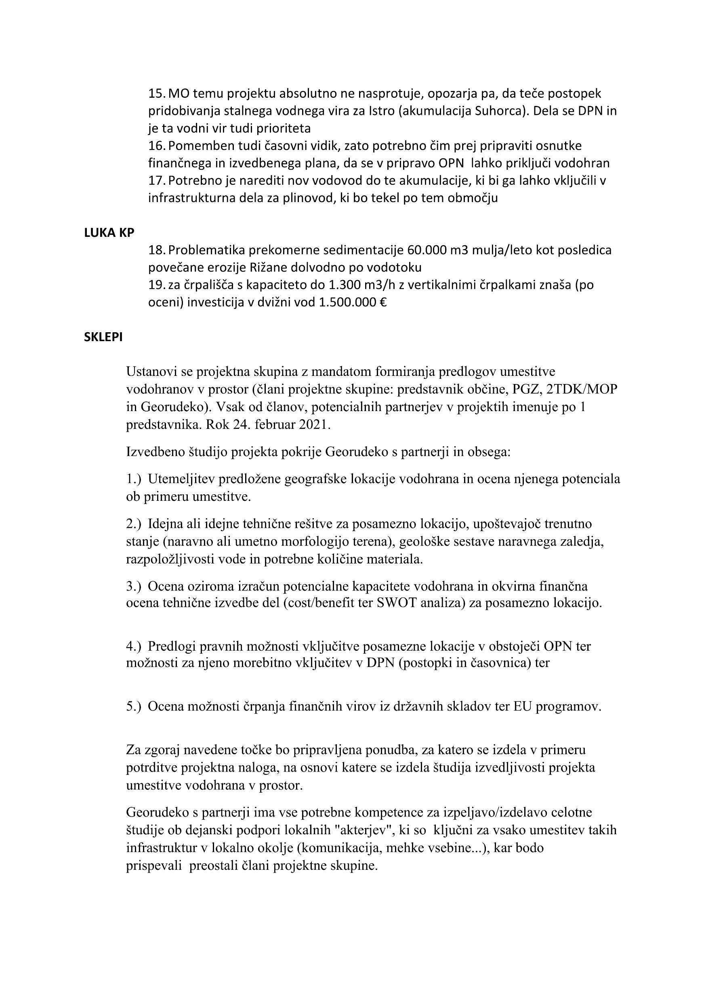 15. MO temu projektu absolutno ne nasprotuje, opozarja pa, da teče postopek
pridobivanja stalnega vodnega vira za Istro (akumulacija Suhorca). Dela se DPN in
je ta vodni vir tudi prioriteta
16. Pomemben tudi časovni vidik, zato potrebno čim prej pripraviti osnutke
finančnega in izvedbenega plana, da se v pripravo OPN  lahko priključi vodohran
17. Potrebno je narediti nov vodovod do te akumulacije, ki bi ga lahko vključili v
infrastrukturna dela za plinovod, ki bo tekel po tem območju
LUKA KP
18. Problematika prekomerne sedimentacije 60.000 m3 mulja/leto kot posledica
povečane erozije Rižane dolvodno po vodotoku
19. za črpališča s kapaciteto do 1.300 m3/h z vertikalnimi črpalkami znaša (po
oceni) investicija v dvižni vod 1.500.000 €
SKLEPI
Ustanovi se projektna skupina z mandatom formiranja predlogov umestitve
vodohranov v prostor (člani projektne skupine: predstavnik občine, PGZ, 2TDK/MOP
in Georudeko). Vsak od članov, potencialnih partnerjev v projektih imenuje po 1
predstavnika. Rok 24. februar 2021.
Izvedbeno študijo projekta pokrije Georudeko s partnerji in obsega:
1.)  Utemeljitev predložene geografske lokacije vodohrana in ocena njenega potenciala
ob primeru umestitve.
2.)  Idejna ali idejne tehnične rešitve za posamezno lokacijo, upoštevajoč trenutno
stanje (naravno ali umetno morfologijo terena), geološke sestave naravnega zaledja,
razpoložljivosti vode in potrebne količine materiala.
3.)  Ocena oziroma izračun potencialne kapacitete vodohrana in okvirna finančna
ocena tehnične izvedbe del (cost/benefit ter SWOT analiza) za posamezno lokacijo.
4.)  Predlogi pravnih možnosti vključitve posamezne lokacije v obstoječi OPN ter
možnosti za njeno morebitno vključitev v DPN (postopki in časovnica) ter
5.)  Ocena možnosti črpanja finančnih virov iz državnih skladov ter EU programov.
Za zgoraj navedene točke bo pripravljena ponudba, za katero se izdela v primeru
potrditve projektna naloga, na osnovi katere se izdela študija izvedljivosti projekta
umestitve vodohrana v prostor.
Georudeko s partnerji ima vse potrebne kompetence za izpeljavo/izdelavo celotne
študije ob dejanski podpori lokalnih "akterjev", ki so  ključni za vsako umestitev takih
infrastruktur v lokalno okolje (komunikacija, mehke vsebine...), kar bodo
prispevali  preostali člani projektne skupine.